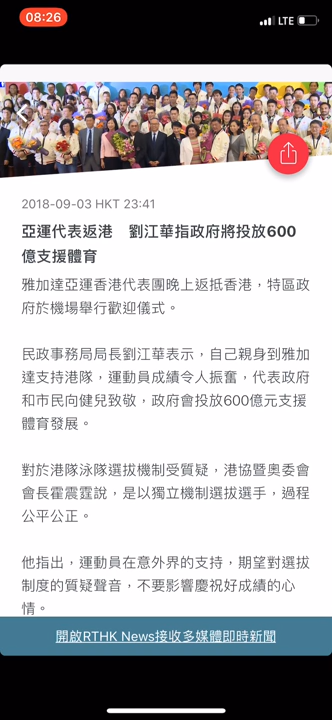 08:26
LTE
2018-09-03 HKT 23:41
亞運代表返港　劉江華指政府將投放600
億支援體育
雅加達亞運香港代表團晚上返抵香港，特區政
府於機場舉行歡迎儀式。
民政事務局局長劉江華表示，自己親身到雅加
達支持港隊，運動員成績令人振奮，代表政府
和市民向健兒致敬，政府會投放600億元支援
體育發展。
對於港隊泳隊選拔機制受質疑，港協暨奧委會
會長霍震霆說，是以獨立機制選拔選手，過程
公平公正。
他指出，運動員在意外界的支持，期望對選拔
制度的質疑聲音，不要影響慶祝好成績的心
情。
開啟RTHK News接收多媒體即時新聞